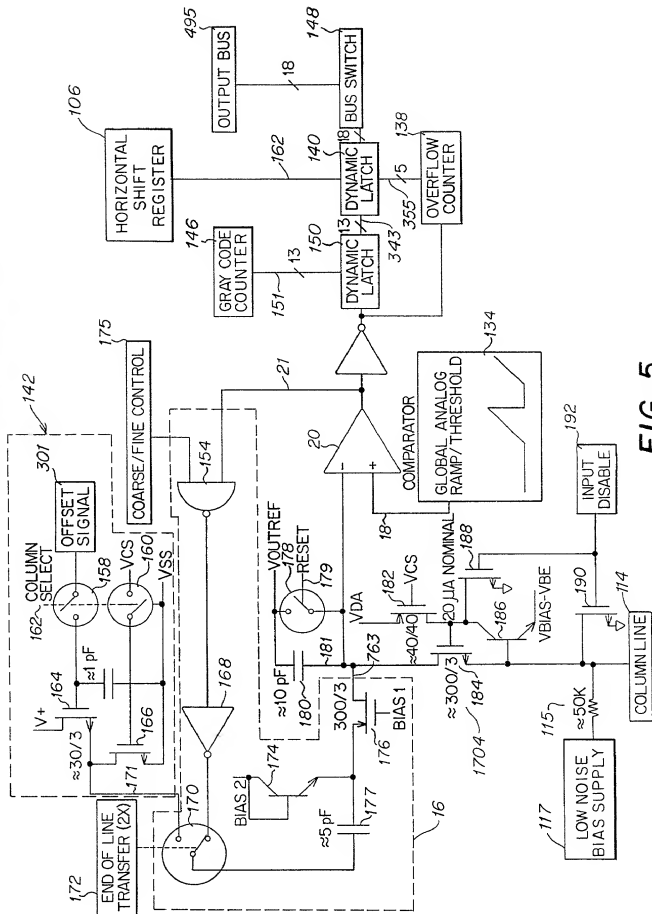 HORIZONTAL
SHIFT
REGISTER
106
OUTPUT BUS
495
18
BUS SWITCH
148
162
18
140
DYNAMIC
LATCH
5
355
OVERFLOW
COUNTER
138
GRAY CODE
COUNTER
146
13
151
150
DYNAMIC
LATCH
13
343
142
COARSE/FINE CONTROL
175
301
OFFSET
SIGNAL
COLUMN
SELECT
162
158
160
VCS
VSS
164
V+
≈1 pF
≈30/3
166
171
154
21
20
COMPARATOR
18
GLOBAL ANALOG
RAMP/THRESHOLD
134
VOUTREF
178
RESET
179
≈10 pF
180
181
763
VDA
182
VCS
≈40/40
20 µA NOMINAL
188
≈300/3
184
1704
186
VBIAS-VBE
INPUT
DISABLE
192
190
COLUMN LINE
114
115
≈50K
LOW NOISE
BIAS SUPPLY
117
168
170
END OF LINE
TRANSFER (2X)
172
BIAS 2
174
300/3
BIAS 1
176
≈5 pF
177
16
FIG. 5